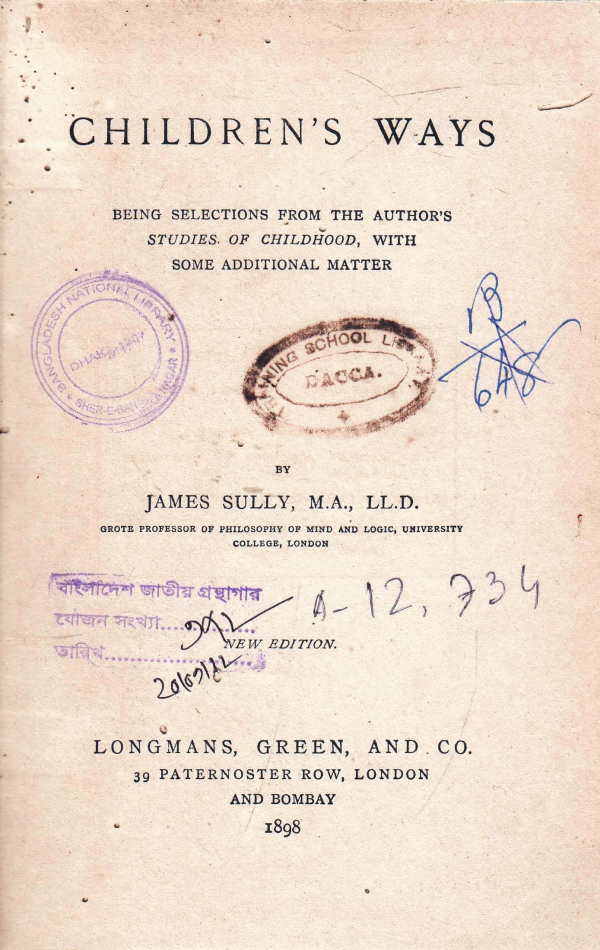 CHILDREN'S WAYS
BEING SELECTIONS FROM THE AUTHOR'S
STUDIES OF CHILDHOOD, WITH
SOME ADDITIONAL MATTER
BANGLADESH NATIONAL LIBRARY
DHAKA-1207
SHER-E-BANGLA NAGAR
TRAINING SCHOOL LIBRARY
DACCA.
B
648
BY
JAMES SULLY, M.A., LL.D.
GROTE PROFESSOR OF PHILOSOPHY OF MIND AND LOGIC, UNIVERSITY
COLLEGE, LONDON
বাংলাদেশ জাতীয় গ্রন্থাগার
A-12,734
যোজন সংখ্যা
NEW EDITION.
তারিখ
LONGMANS, GREEN, AND CO.
39 PATERNOSTER ROW, LONDON
AND BOMBAY
1898